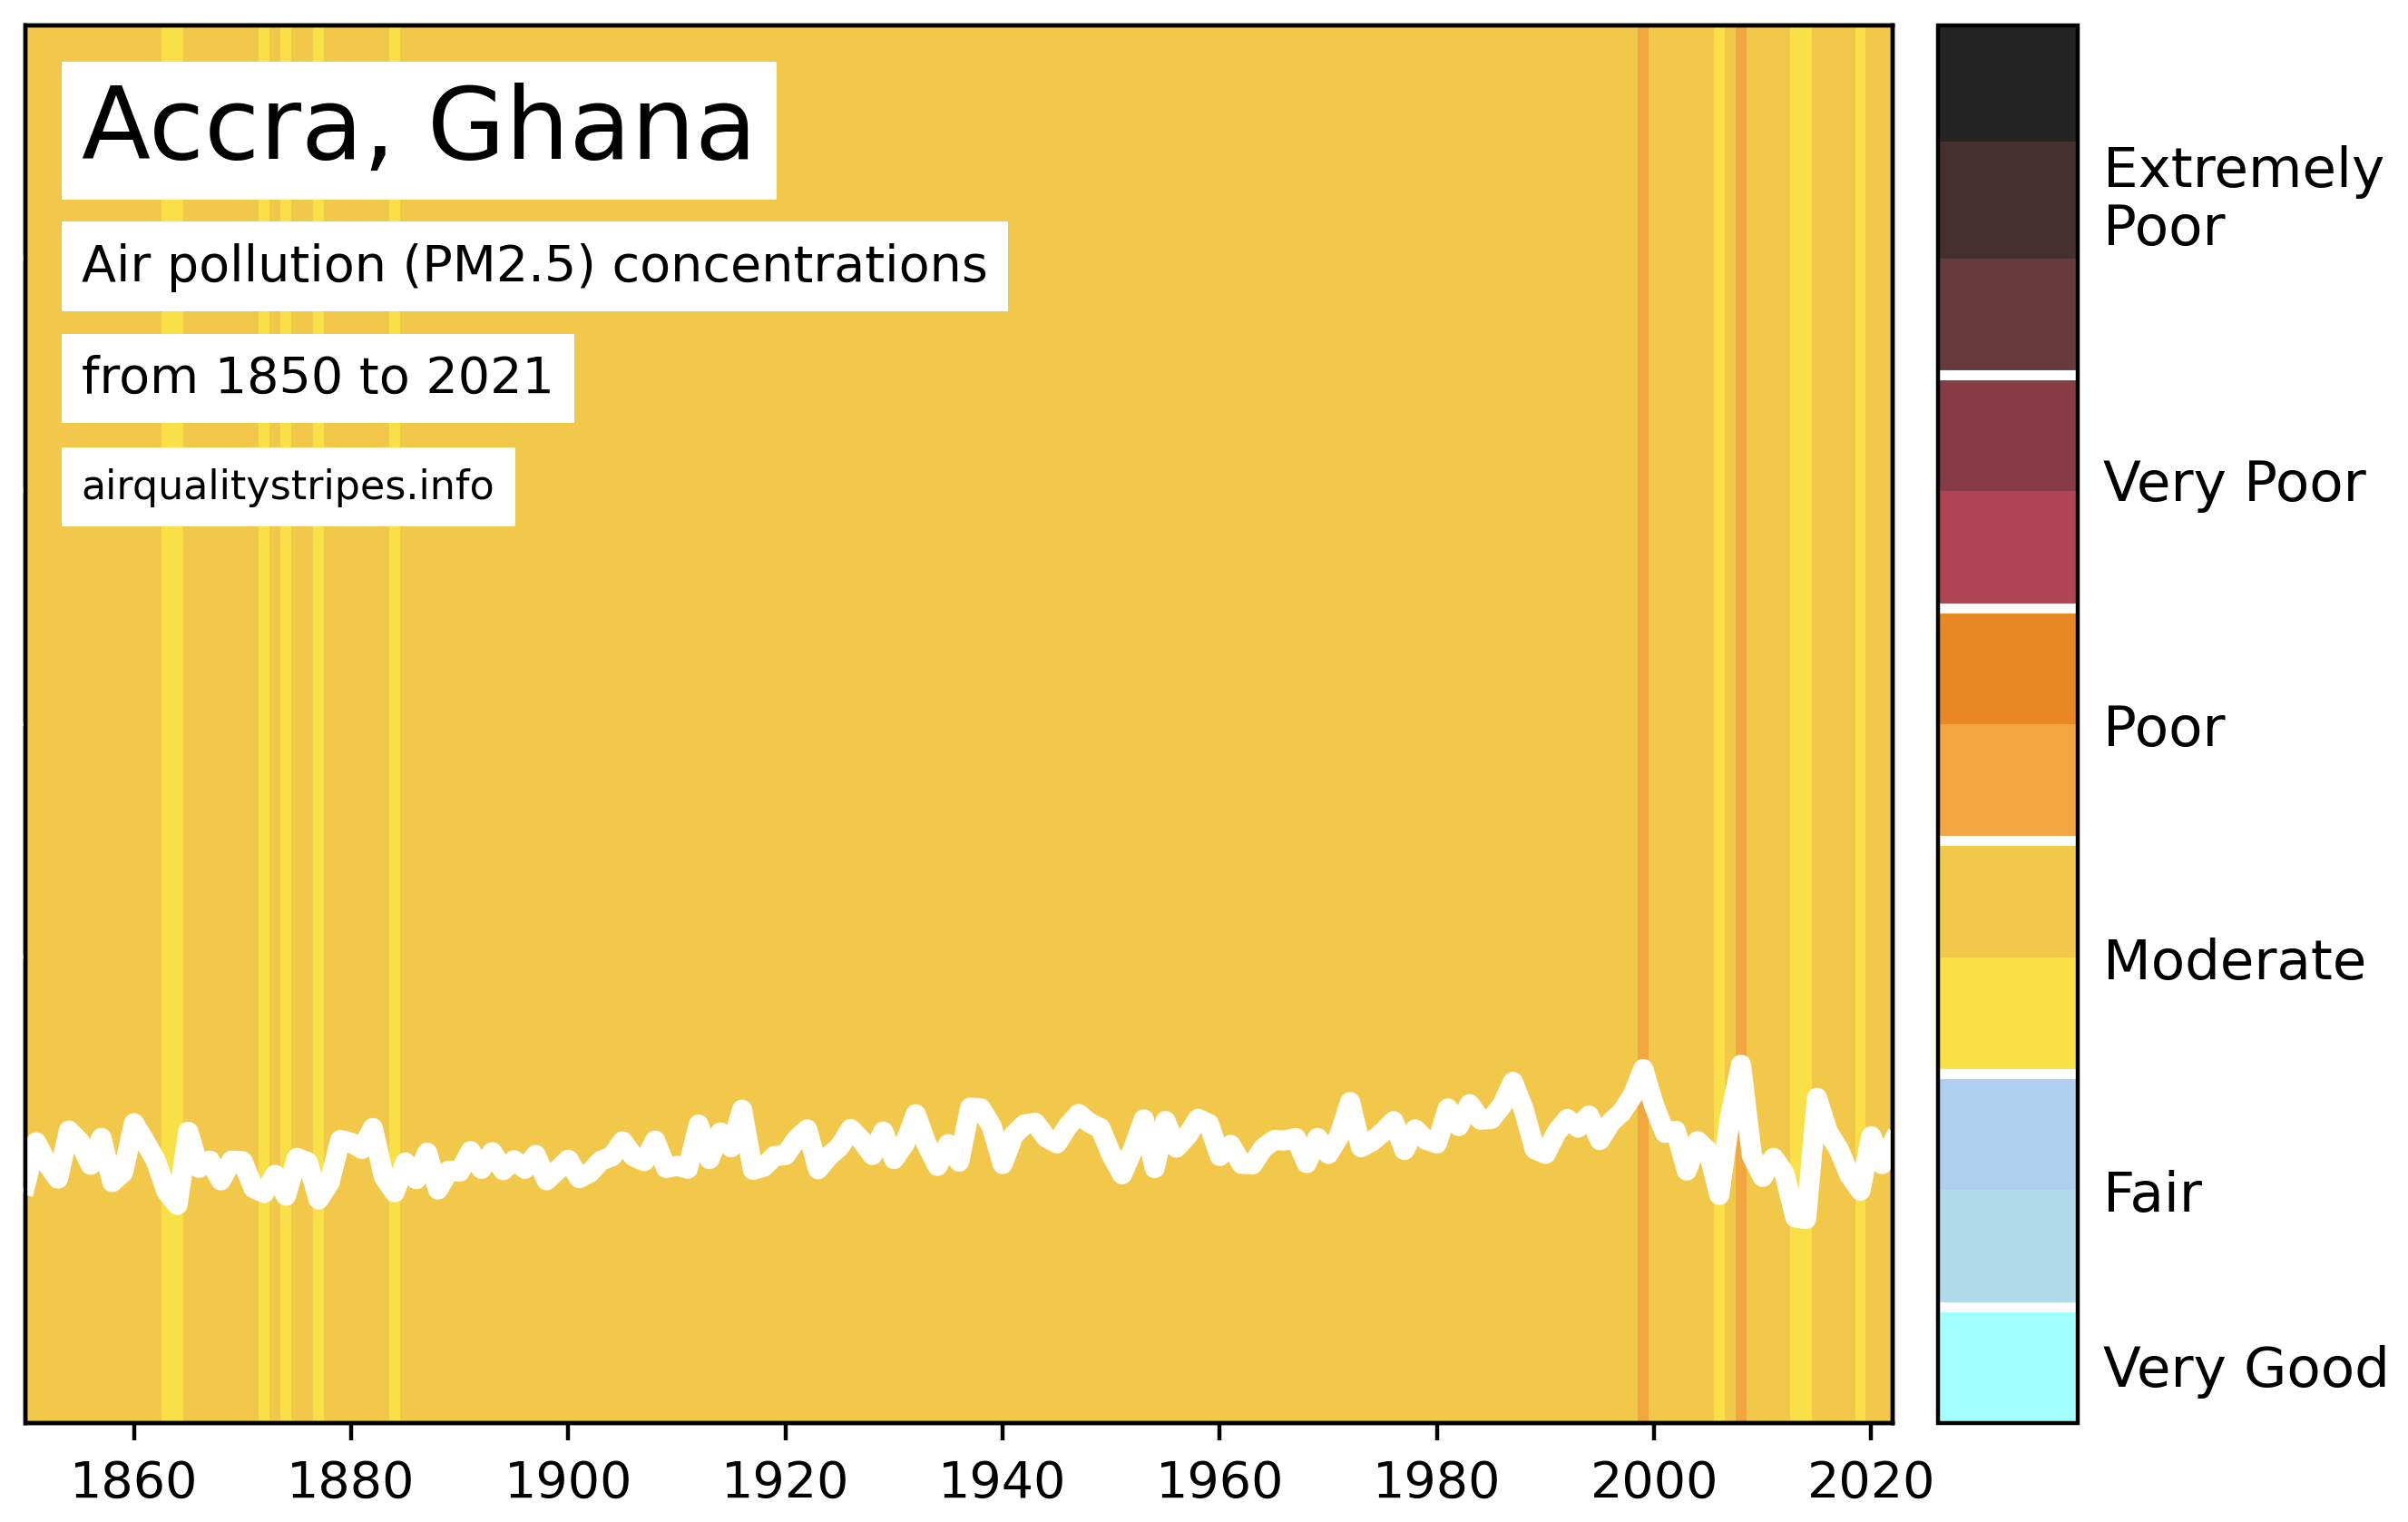 Accra, Ghana
Air pollution (PM2.5) concentrations
from 1850 to 2021
airqualitystripes.info
Extremely
Poor
Very Poor
Poor
Moderate
Fair
Very Good
1860 1880 1900 1920 1940 1960 1980 2000 2020